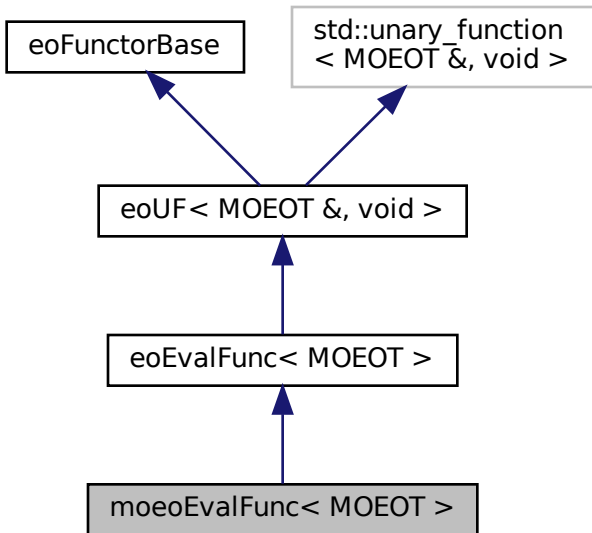 eoFunctorBase
std::unary_function
< MOEOT &, void >
eoUF< MOEOT &, void >
eoEvalFunc< MOEOT >
moeoEvalFunc< MOEOT >